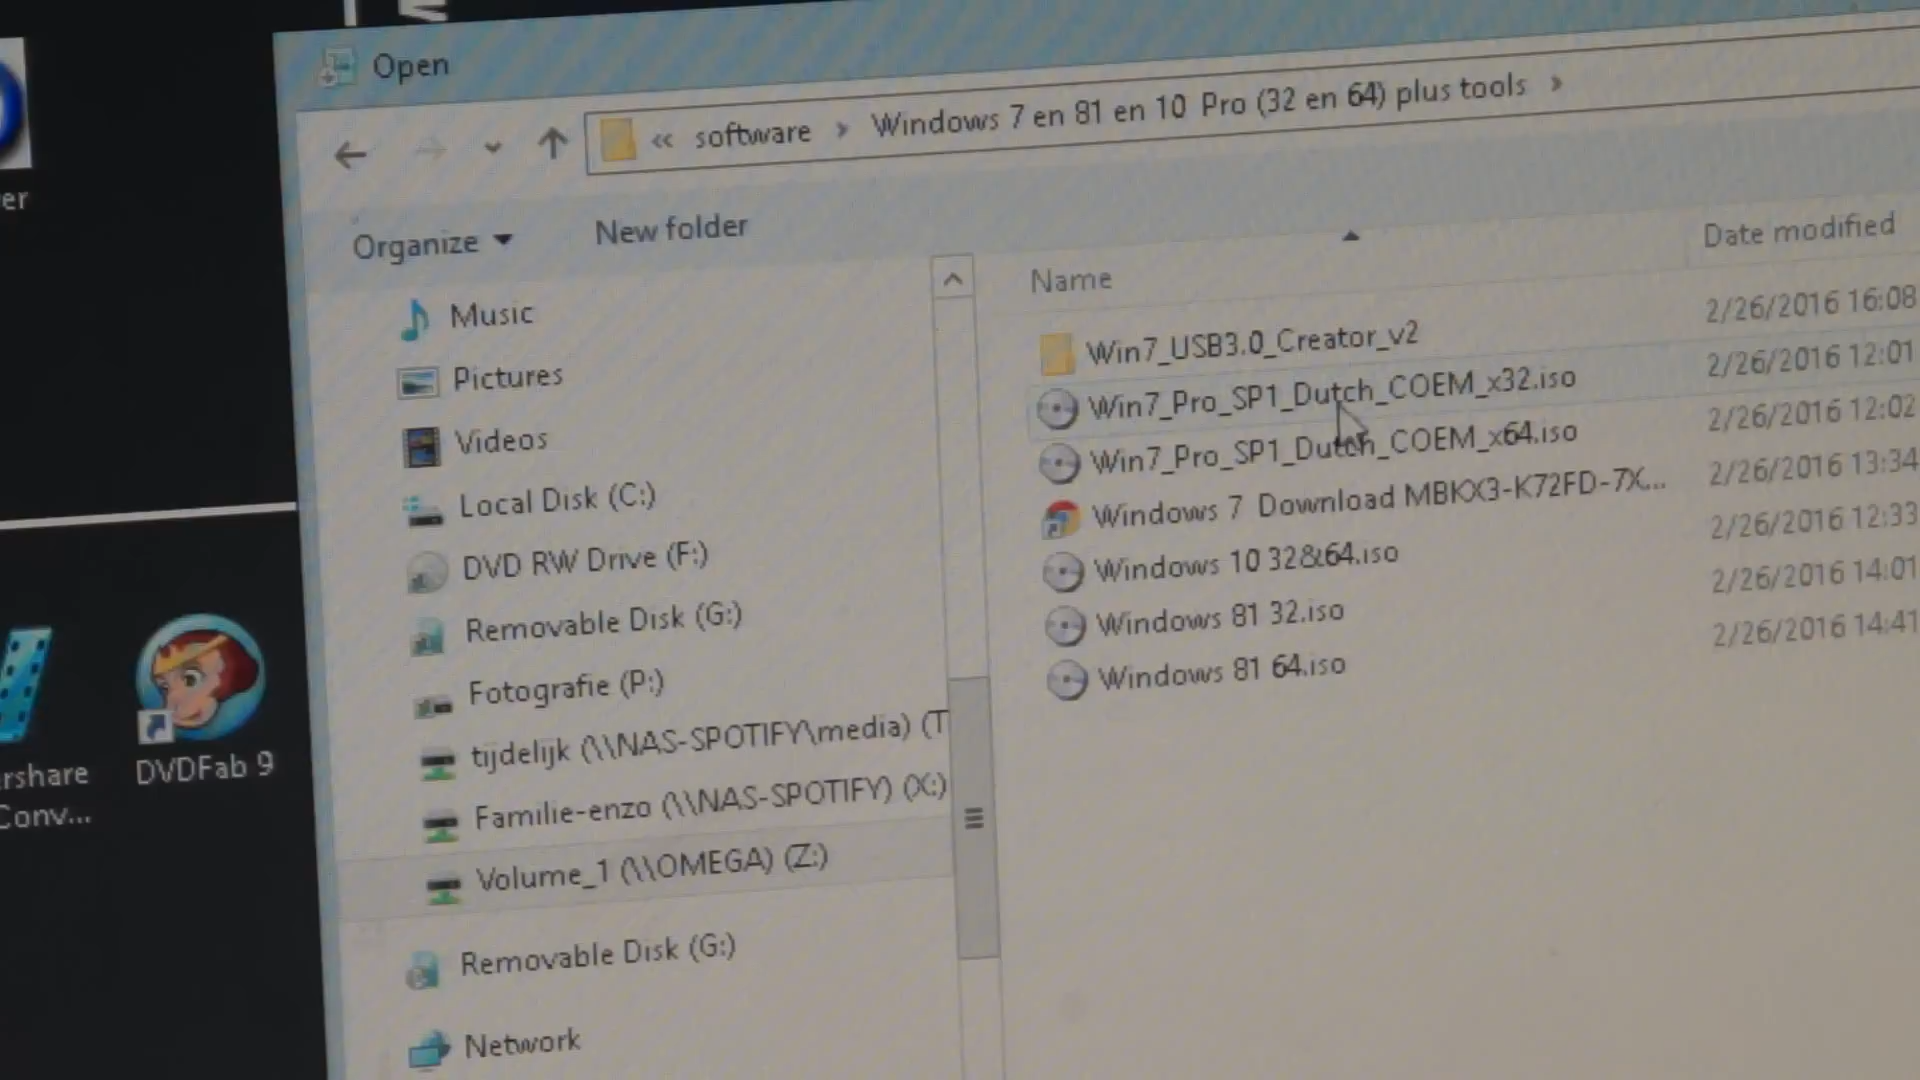 Open
« software › Windows 7 en 81 en 10 Pro (32 en 64) plus tools ›
Organize
New folder
Name
Date modified
Music
Pictures
Videos
Local Disk (C:)
DVD RW Drive (F:)
Removable Disk (G:)
Fotografie (P:)
tijdelijk (\\NAS-SPOTIFY\media) (T
Familie-enzo (\\NAS-SPOTIFY) (X:)
Volume_1 (\\OMEGA) (Z:)
Removable Disk (G:)
Network
Win7_USB3.0_Creator_v2 2/26/2016 16:08
Win7_Pro_SP1_Dutch_COEM_x32.iso 2/26/2016 12:01
Win7_Pro_SP1_Dutch_COEM_x64.iso 2/26/2016 12:02
Windows 7 Download MBKX3-K72FD-7X... 2/26/2016 13:34
Windows 10 32&64.iso 2/26/2016 12:33
Windows 81 32.iso 2/26/2016 14:01
Windows 81 64.iso 2/26/2016 14:41
er
rshare
Conv...
DVDFab 9